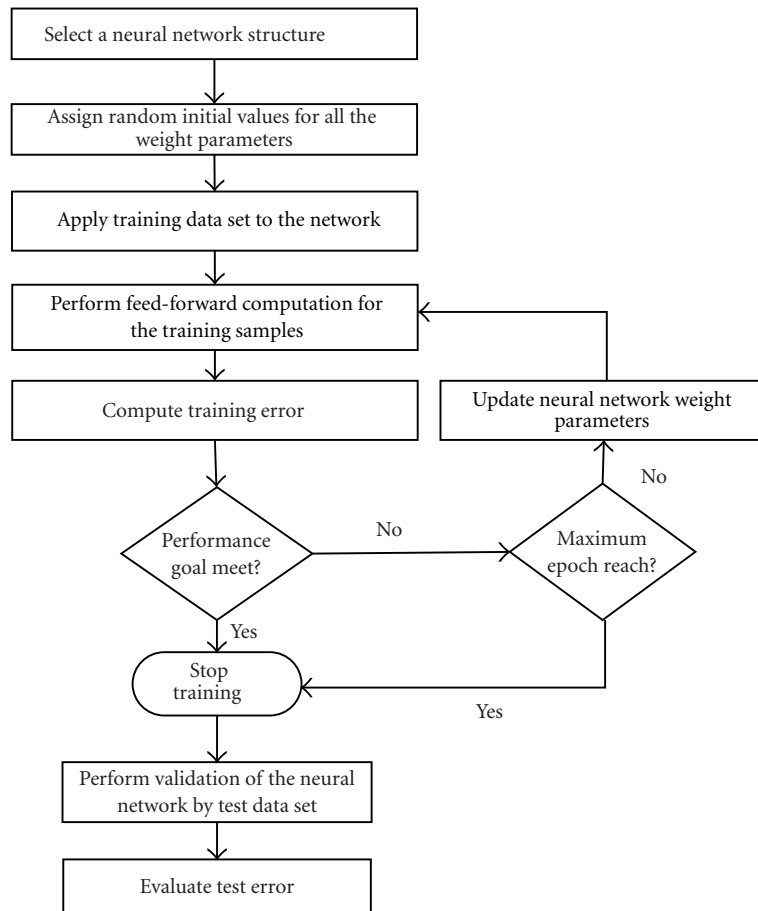 Select a neural network structure
Assign random initial values for all the
weight parameters
Apply training data set to the network
Perform feed-forward computation for
the training samples
Compute training error
Update neural network weight
parameters
No
Performance
goal meet?
No
Maximum
epoch reach?
Yes
Stop
training
Yes
Perform validation of the neural
network by test data set
Evaluate test error